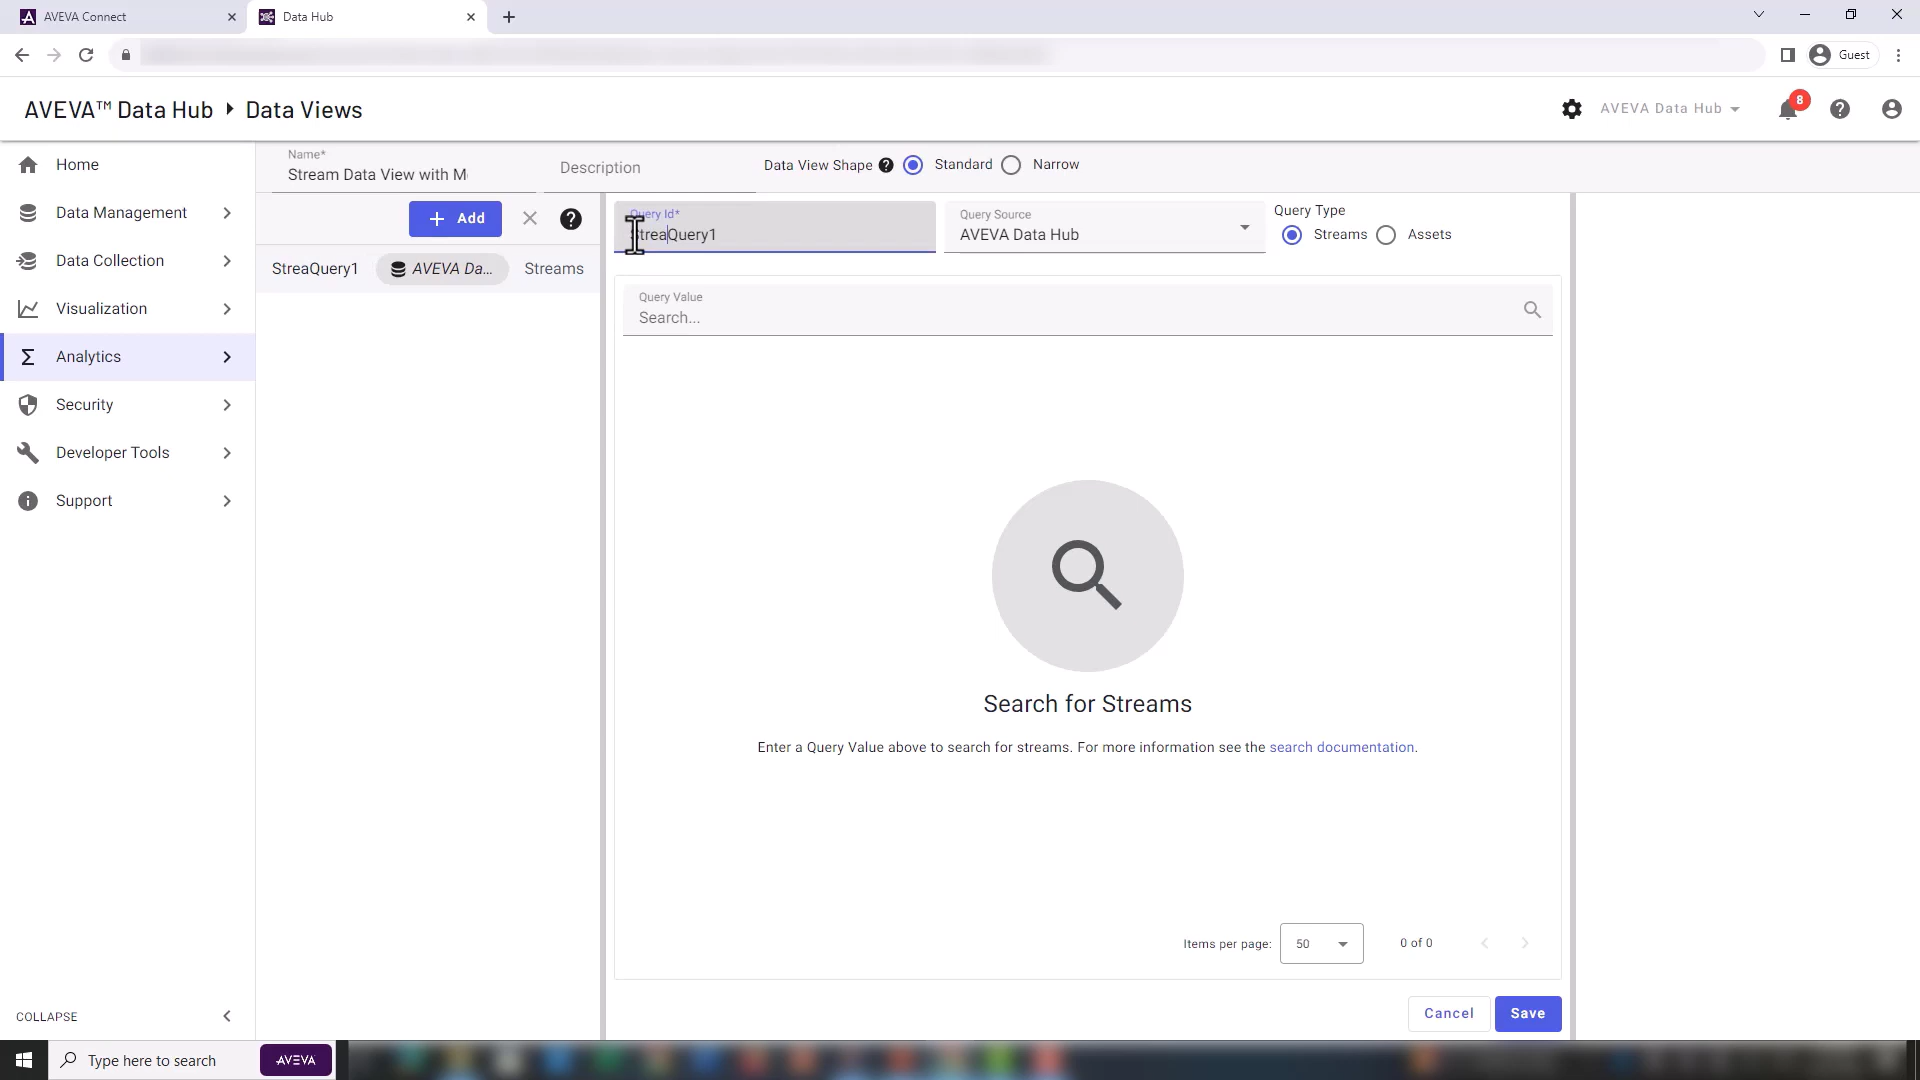 AVEVA Connect
Data Hub
Guest
AVEVA™ Data Hub
Data Views
AVEVA Data Hub
8
Home
Data Management
Data Collection
Visualization
Analytics
Security
Developer Tools
Support
COLLAPSE
Name*
Stream Data View with M
Description
Data View Shape
Standard
Narrow
Add
StreaQuery1
AVEVA Da...
Streams
Query Id*
StreaQuery1
Query Source
AVEVA Data Hub
Query Type
Streams
Assets
Query Value
Search...
Search for Streams
Enter a Query Value above to search for streams. For more information see the search documentation.
Items per page:
50
0 of 0
Cancel
Save
Type here to search
AVEVA